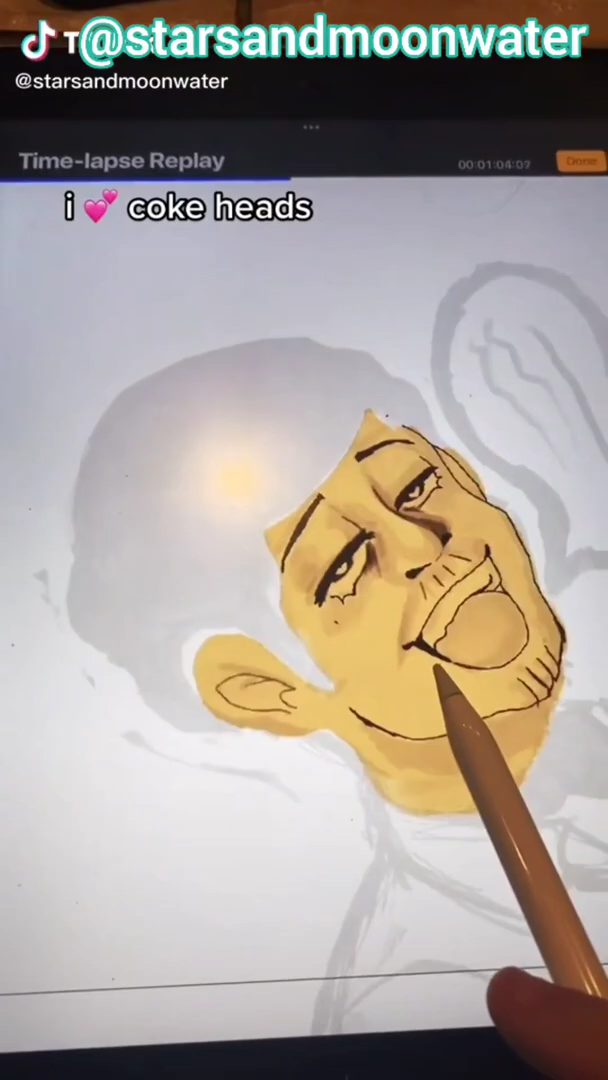 @starsandmoonwater
@starsandmoonwater
Time-lapse Replay
00:01:04:07
Done
i 💕 coke heads